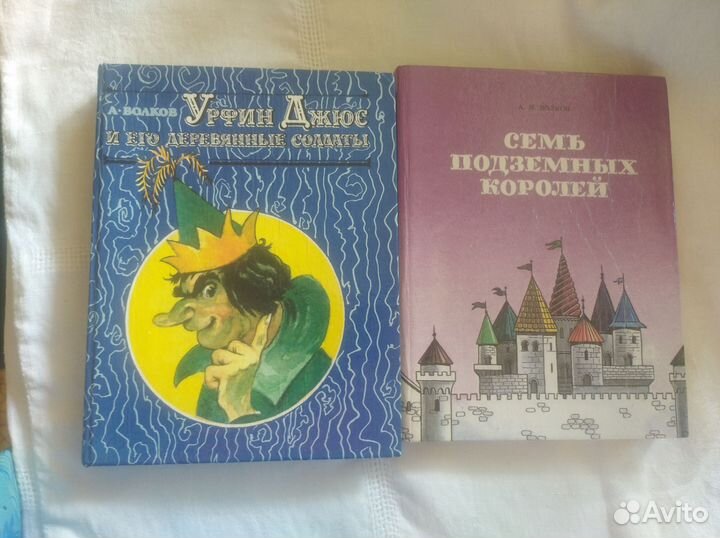 А. ВОЛКОВ
УРФИН ДЖЮС
И ЕГО ДЕРЕВЯННЫЕ СОЛДАТЫ
А. М. ВОЛКОВ
СЕМЬ
ПОДЗЕМНЫХ
КОРОЛЕЙ
Avito